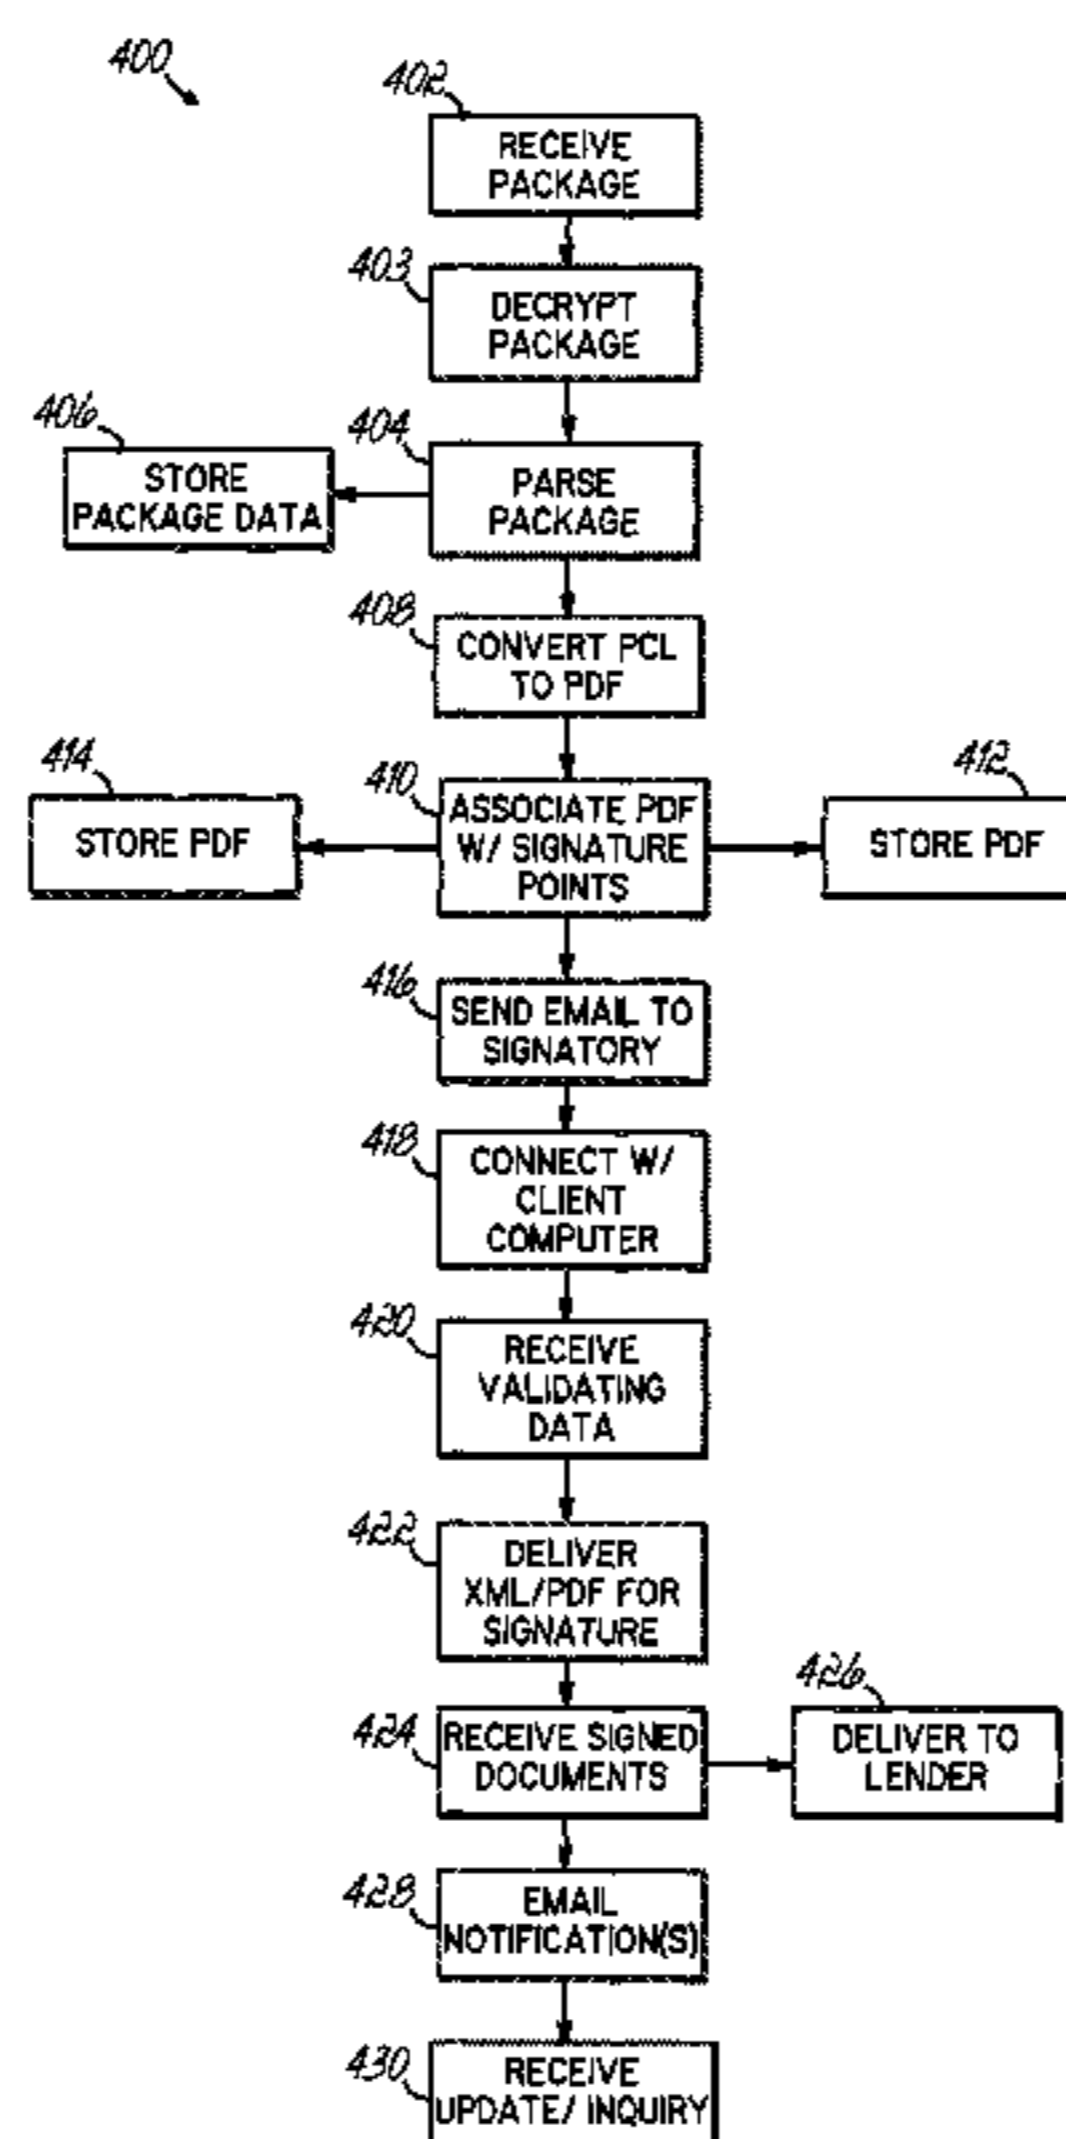 400
402
RECEIVE
PACKAGE
403
DECRYPT
PACKAGE
406
STORE
PACKAGE DATA
404
PARSE
PACKAGE
408
CONVERT PCL
TO PDF
414
STORE PDF
410
ASSOCIATE PDF
W/ SIGNATURE
POINTS
412
STORE PDF
416
SEND EMAIL TO
SIGNATORY
418
CONNECT W/
CLIENT
COMPUTER
420
RECEIVE
VALIDATING
DATA
422
DELIVER
XML/PDF FOR
SIGNATURE
424
RECEIVE SIGNED
DOCUMENTS
426
DELIVER TO
LENDER
428
EMAIL
NOTIFICATION(S)
430
RECEIVE
UPDATE/ INQUIRY